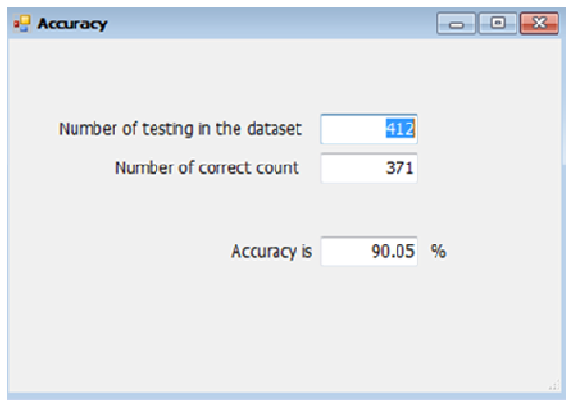 Accuracy
Number of testing in the dataset 412
Number of correct count 371
Accuracy is 90.05 %